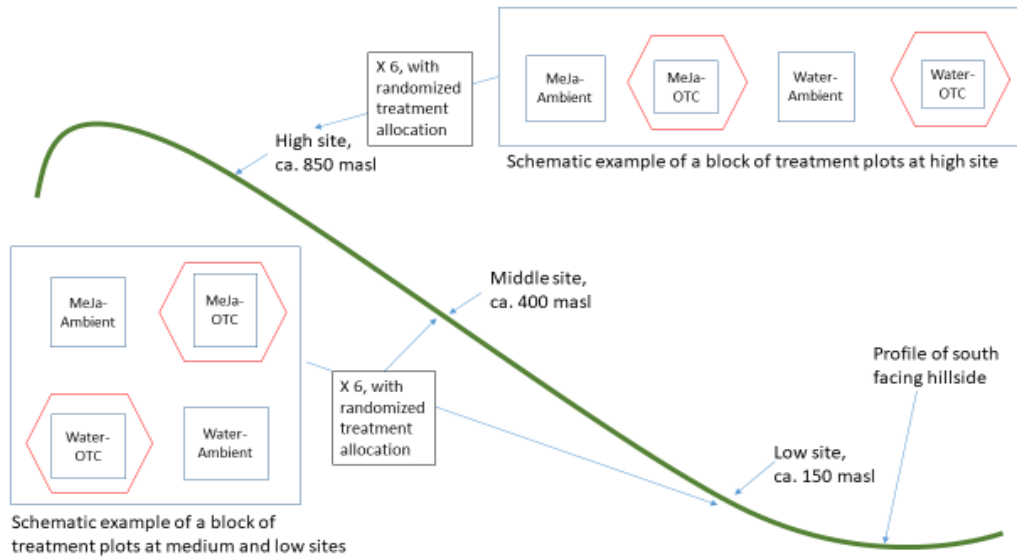 X 6, with
randomized
treatment
allocation
MeJa-
Ambient
MeJa-
OTC
Water-
Ambient
Water-
OTC
Schematic example of a block of treatment plots at high site
High site,
ca. 850 masl
MeJa-
Ambient
MeJa-
OTC
Water-
OTC
Water-
Ambient
Schematic example of a block of
treatment plots at medium and low sites
Middle site,
ca. 400 masl
X 6, with
randomized
treatment
allocation
Profile of south
facing hillside
Low site,
ca. 150 masl